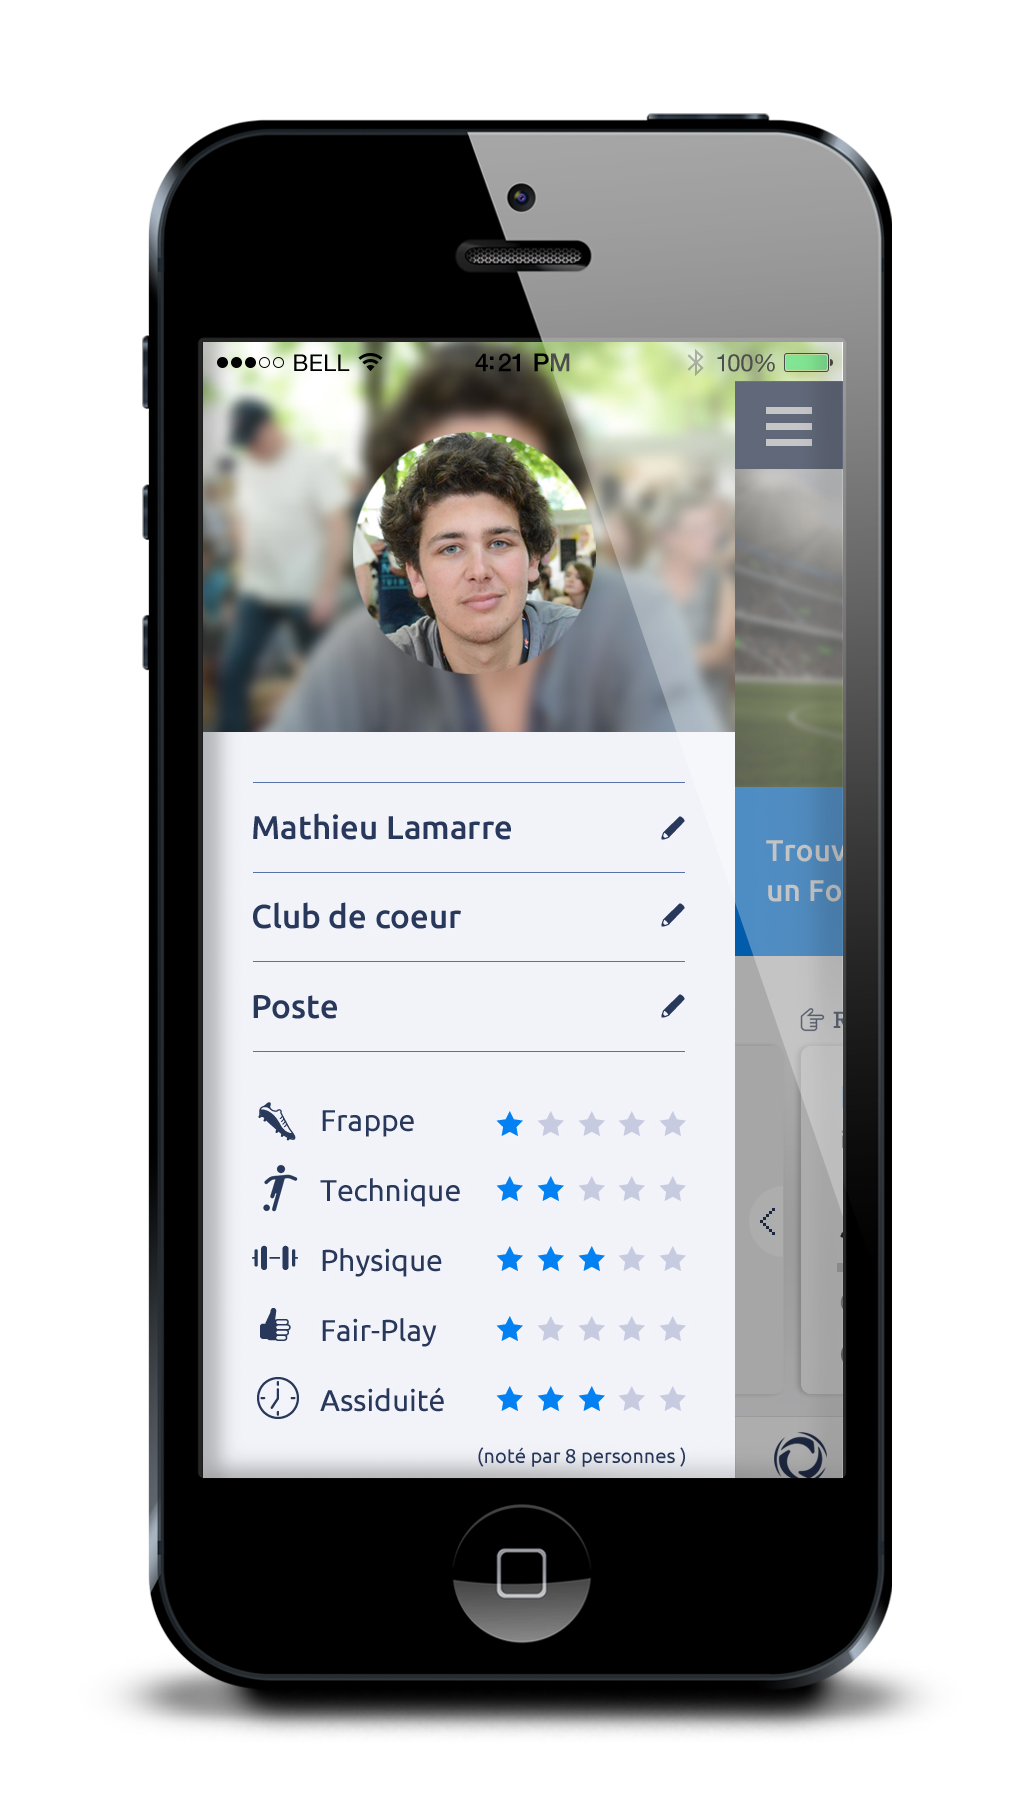 BELL 4:21 PM 100%
Mathieu Lamarre
Club de coeur
Poste
Frappe
Technique
Physique
Fair-Play
Assiduité
(noté par 8 personnes )
Trouv
un Fo
R